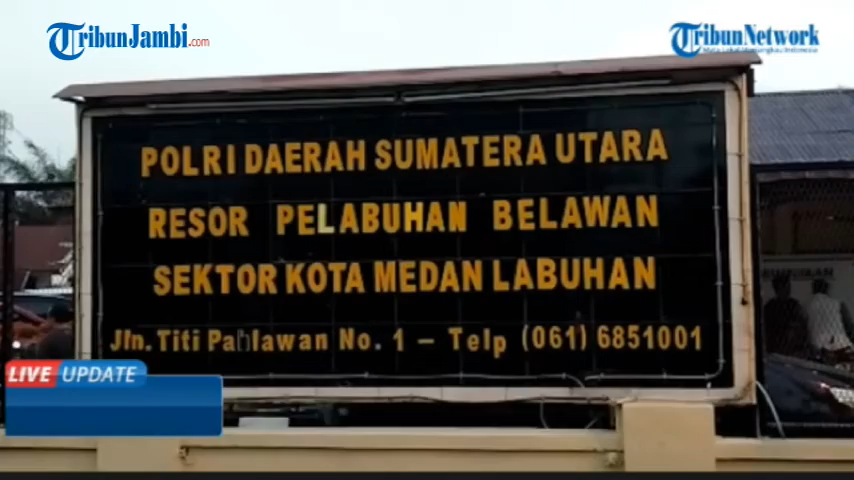 TribunJambi.com
TribunNetwork
POLRI DAERAH SUMATERA UTARA
RESOR PELABUHAN BELAWAN
SEKTOR KOTA MEDAN LABUHAN
Jln. Titi Pahlawan No. 1 - Telp (061) 6851001
LIVE UPDATE